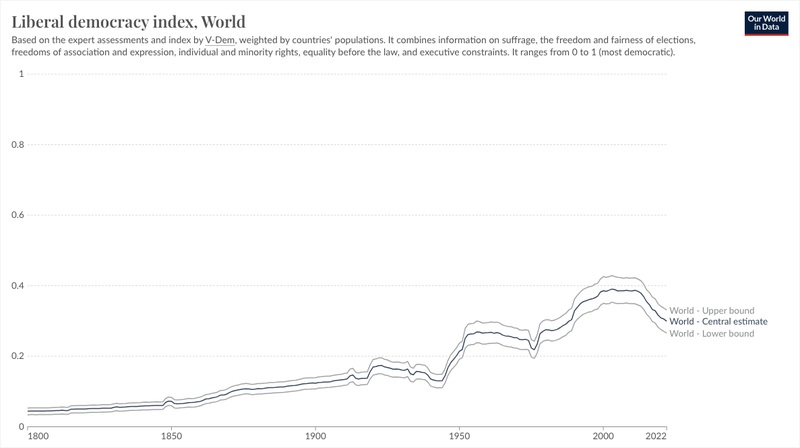 Liberal democracy index, World
Our World
in Data
Based on the expert assessments and index by V-Dem, weighted by countries' populations. It combines information on suffrage, the freedom and fairness of elections,
freedoms of association and expression, individual and minority rights, equality before the law, and executive constraints. It ranges from 0 to 1 (most democratic).
1
0.8
0.6
0.4
0.2
0
World - Upper bound
World - Central estimate
World - Lower bound
1800
1850
1900
1950
2000
2022